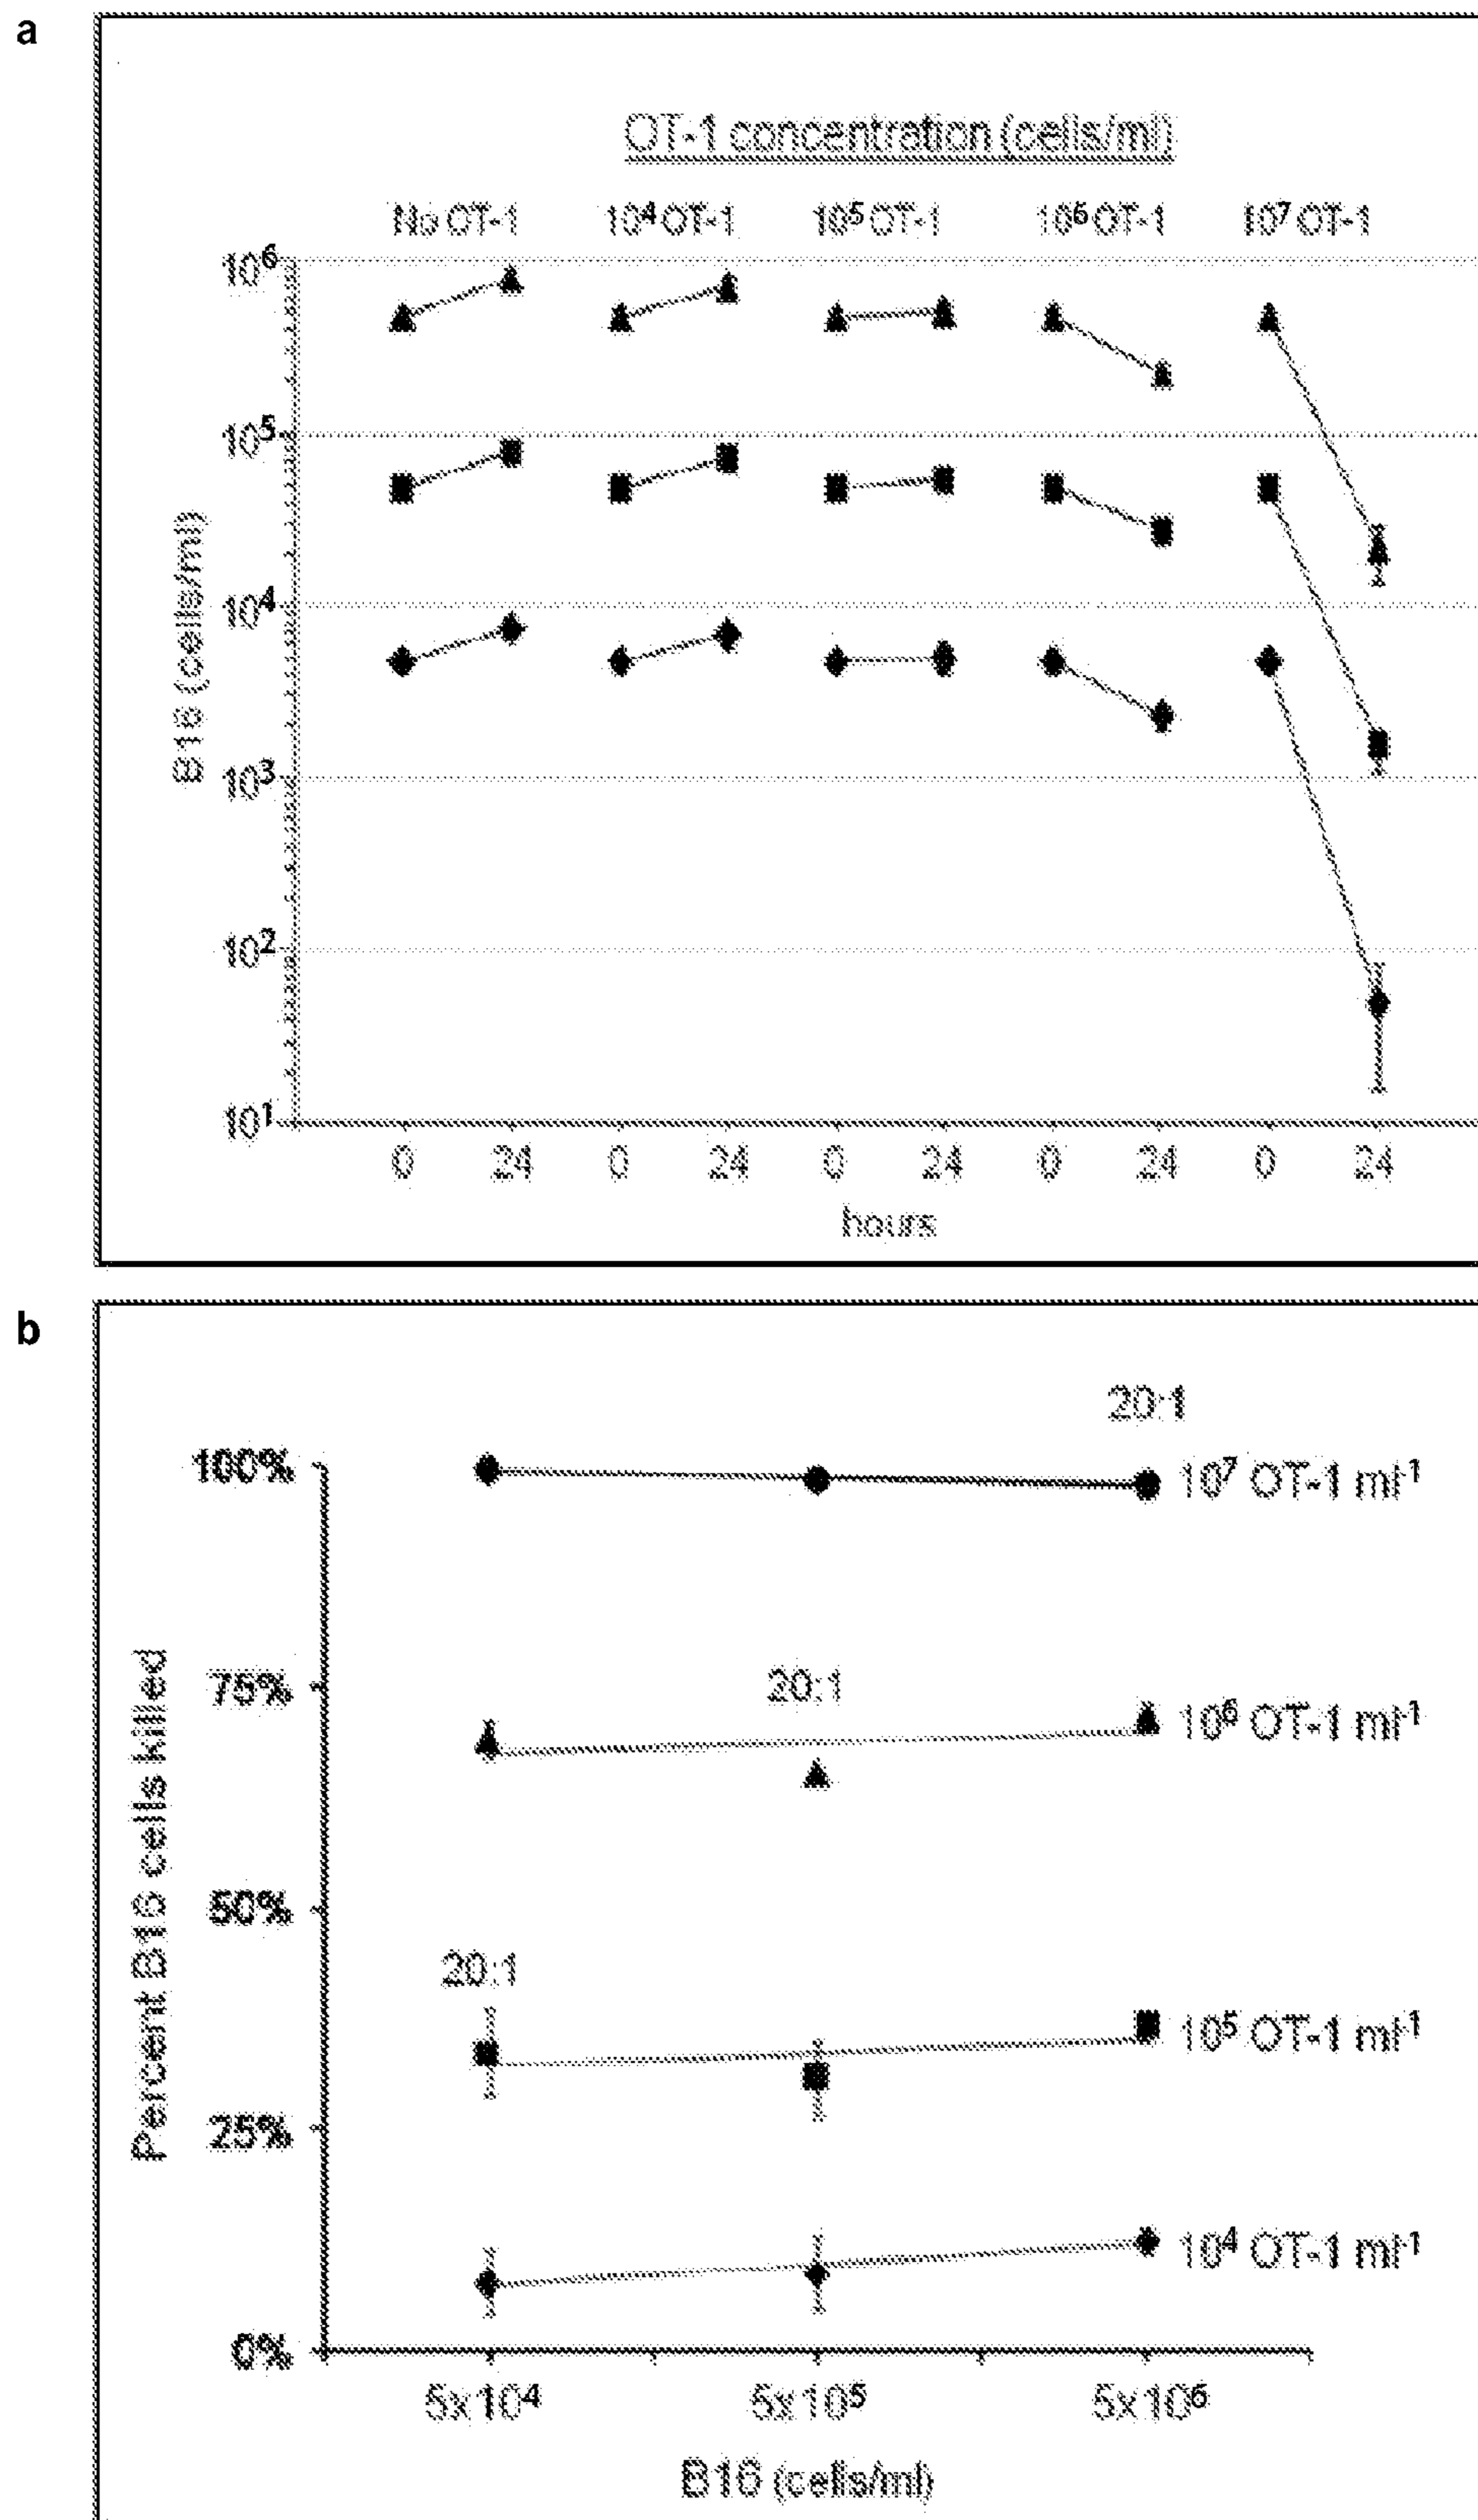 a
OT-1 concentration (cells/ml)
No OT-1 10⁴ OT-1 10⁵ OT-1 10⁶ OT-1 10⁷ OT-1
10⁶
10⁵
10⁴
10³
10²
10¹
B16 (cells/ml)
0 24 0 24 0 24 0 24 0 24
hours
b
20:1
100%
10⁷ OT-1 ml⁻¹
75%
20:1
10⁶ OT-1 ml⁻¹
50%
20:1
10⁵ OT-1 ml⁻¹
25%
10⁴ OT-1 ml⁻¹
0%
Percent B16 cells killed
5x10⁴ 5x10⁵ 5x10⁶
B16 (cells/ml)